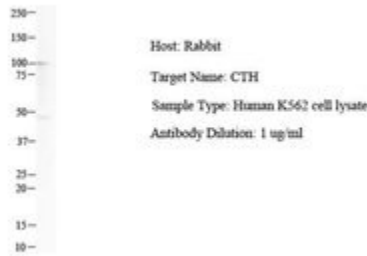 250
150
100
75
50
37
25
20
15
10
Host: Rabbit
Target Name: CTH
Sample Type: Human K562 cell lysate
Antibody Dilution: 1 ug/ml